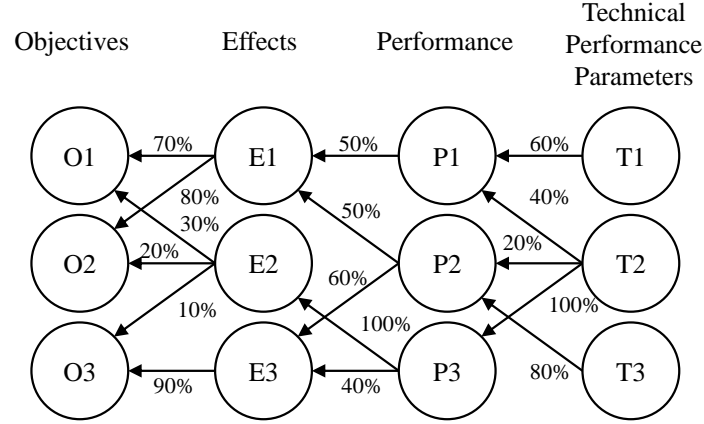 Technical
Objectives Effects Performance Performance
Parameters
70% 50% 60%
O1 E1 P1 T1
80% 40%
30% 50%
20% 20%
O2 E2 P2 T2
60%
10% 100% 100%
O3 E3 P3 T3
90% 40% 80%